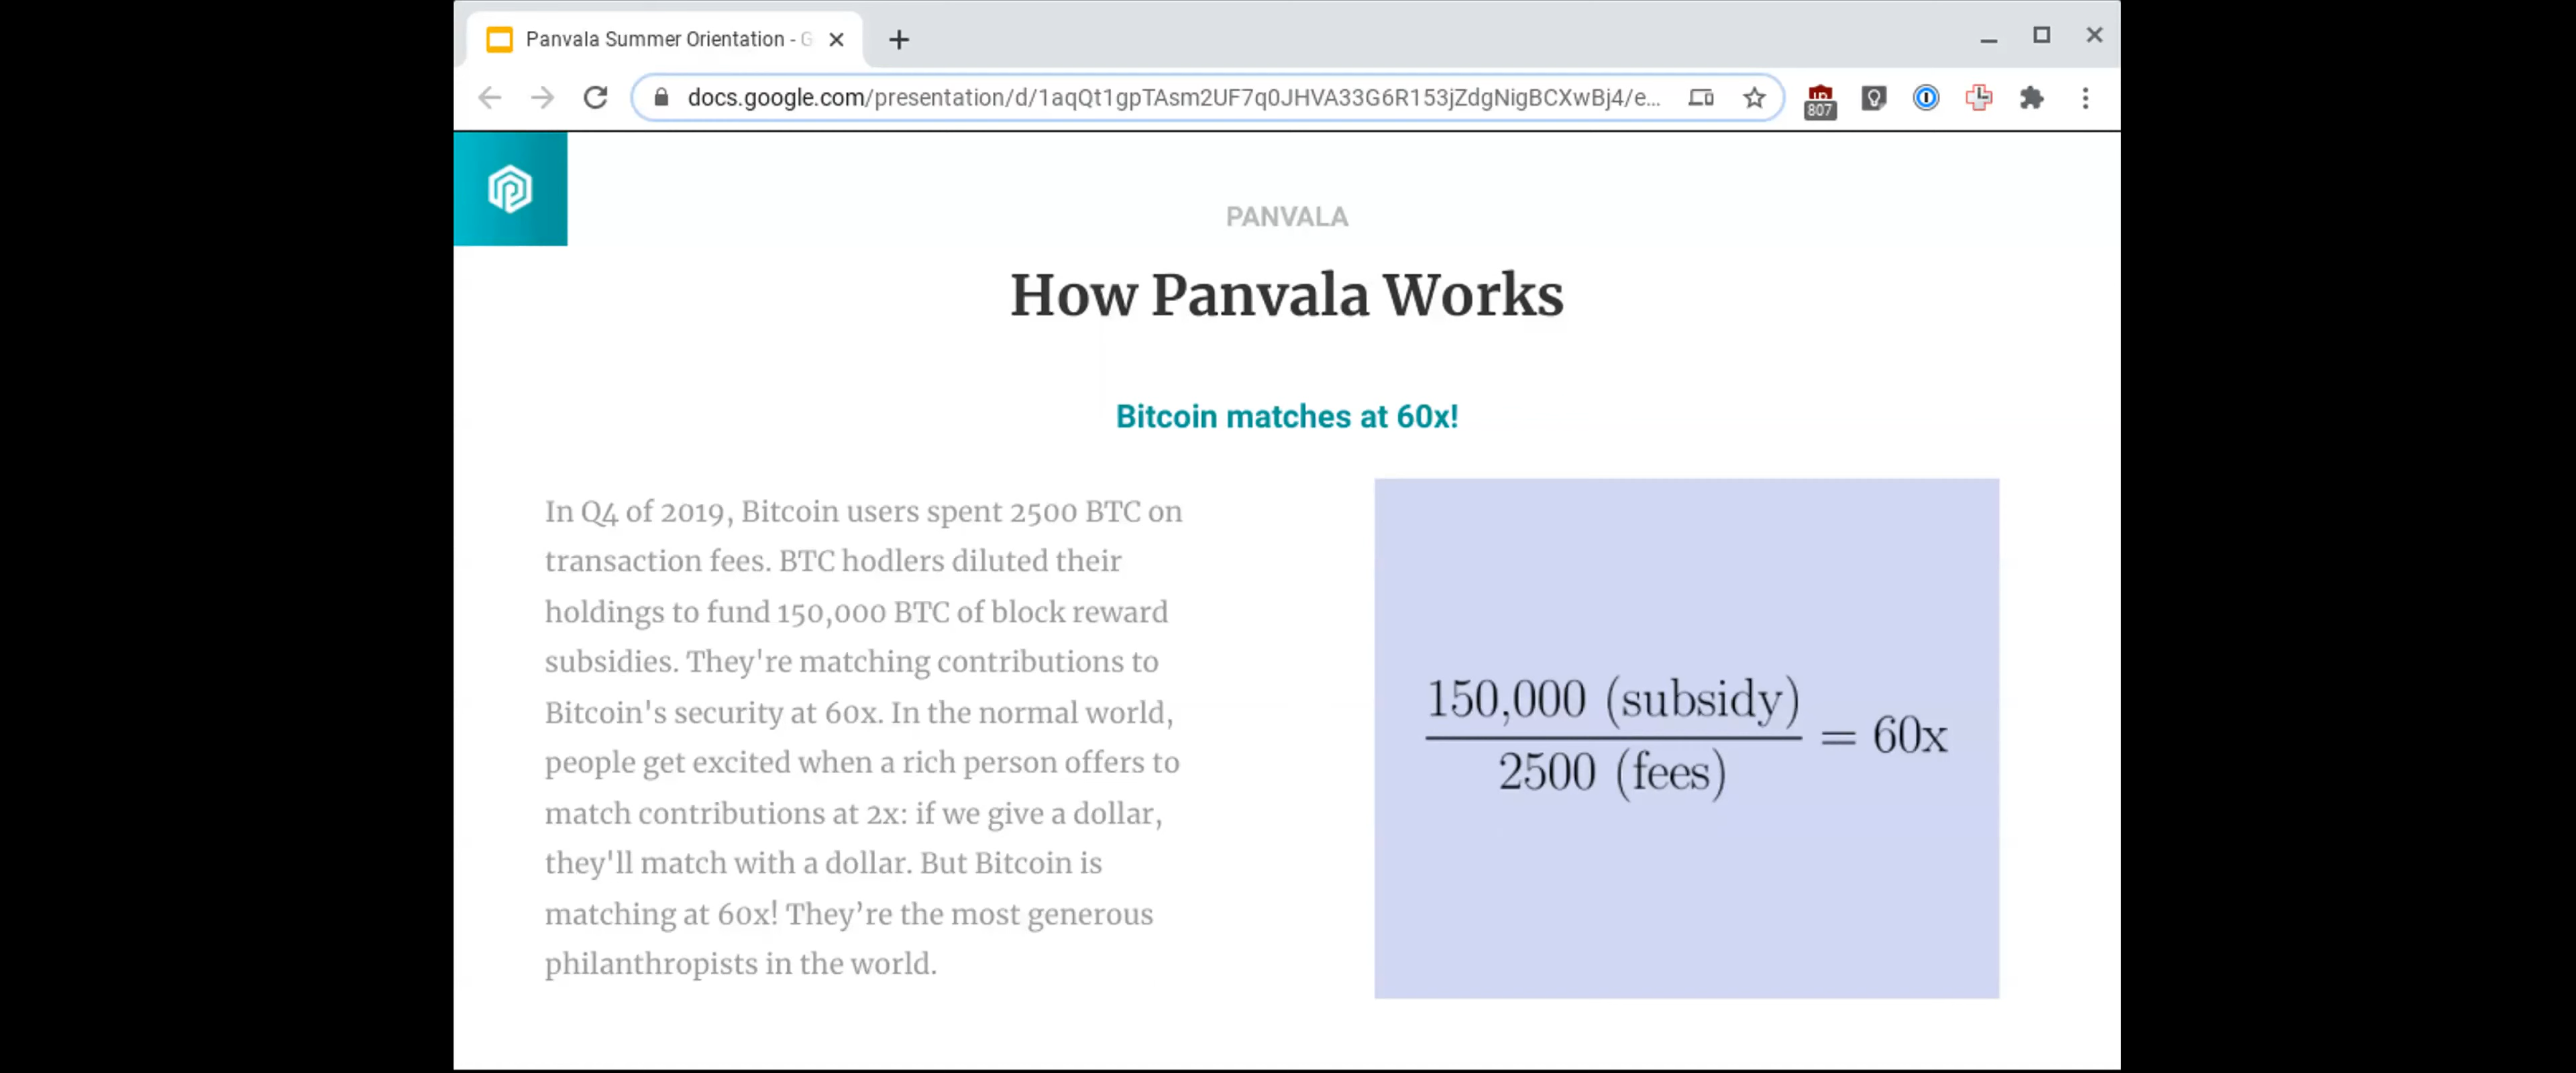 Panvala Summer Orientation - G
docs.google.com/presentation/d/1aqQt1gpTAsm2UF7q0JHVA33G6R153jZdgNigBCXwBj4/e...
807
PANVALA
How Panvala Works
Bitcoin matches at 60x!
In Q4 of 2019, Bitcoin users spent 2500 BTC on
transaction fees. BTC hodlers diluted their
holdings to fund 150,000 BTC of block reward
subsidies. They're matching contributions to
Bitcoin's security at 60x. In the normal world,
people get excited when a rich person offers to
match contributions at 2x: if we give a dollar,
they'll match with a dollar. But Bitcoin is
matching at 60x! They’re the most generous
philanthropists in the world.
150,000 (subsidy)
2500 (fees)
= 60x